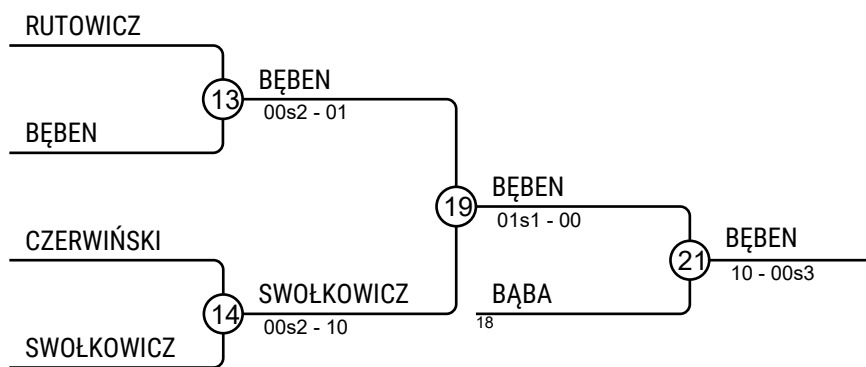 RUTOWICZ
13
BĘBEN
00s2 - 01
BĘBEN
19
BĘBEN
01s1 - 00
CZERWIŃSKI
21
BĘBEN
10 - 00s3
14
SWOŁKOWICZ
00s2 - 10
BĄBA
18
SWOŁKOWICZ